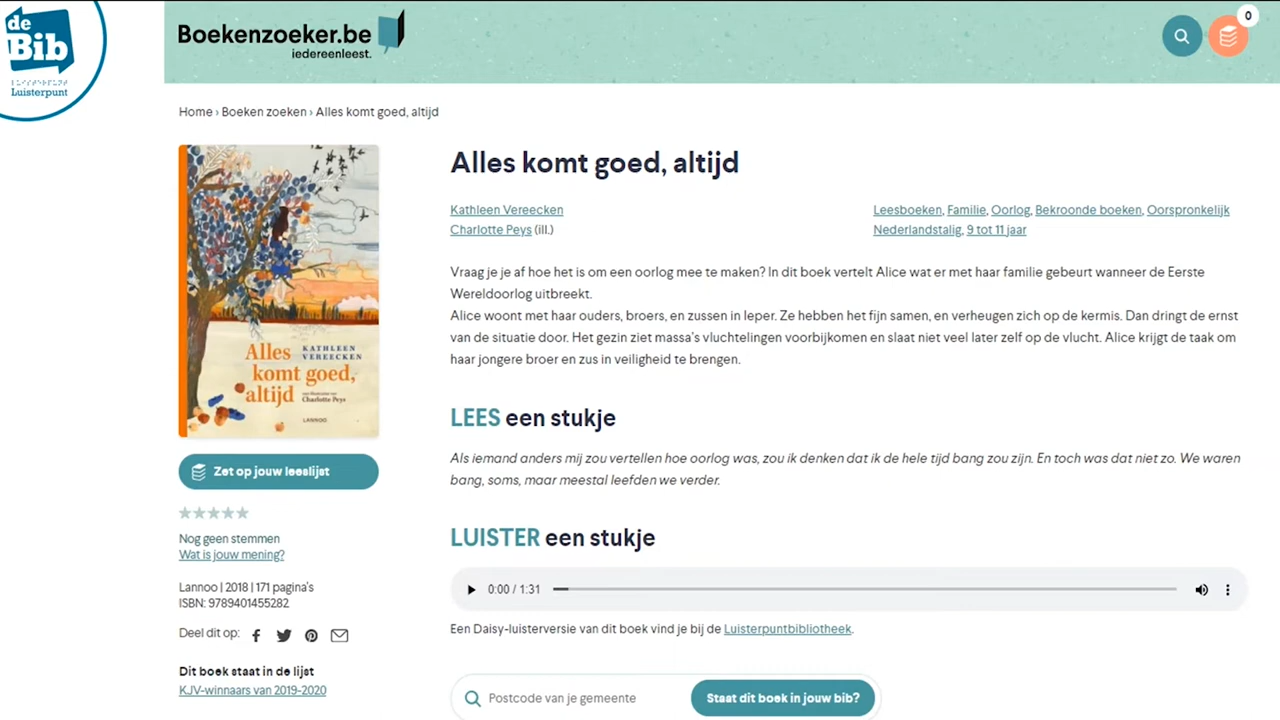 de
Bib
Luisterpunt
Boekenzoeker.be
iedereenleest.
0
Home › Boeken zoeken › Alles komt goed, altijd
Alles
KATHLEEN
VEREECKEN
komt goed,
altijd
Charlotte Peys
LANNOO
Zet op jouw leeslijst
Nog geen stemmen
Wat is jouw mening?
Lannoo | 2018 | 171 pagina's
ISBN: 9789401455282
Deel dit op:
Dit boek staat in de lijst
KJV-winnaars van 2019-2020
Alles komt goed, altijd
Kathleen Vereecken
Charlotte Peys (ill.)
Leesboeken, Familie, Oorlog, Bekroonde boeken, Oorspronkelijk
Nederlandstalig, 9 tot 11 jaar
Vraag je je af hoe het is om een oorlog mee te maken? In dit boek vertelt Alice wat er met haar familie gebeurt wanneer de Eerste
Wereldoorlog uitbreekt.
Alice woont met haar ouders, broers, en zussen in Ieper. Ze hebben het fijn samen, en verheugen zich op de kermis. Dan dringt de ernst
van de situatie door. Het gezin ziet massa's vluchtelingen voorbijkomen en slaat niet veel later zelf op de vlucht. Alice krijgt de taak om
haar jongere broer en zus in veiligheid te brengen.
LEES een stukje
Als iemand anders mij zou vertellen hoe oorlog was, zou ik denken dat ik de hele tijd bang zou zijn. En toch was dat niet zo. We waren
bang, soms, maar meestal leefden we verder.
LUISTER een stukje
0:00 / 1:31
Een Daisy-luisterversie van dit boek vind je bij de Luisterpuntbibliotheek.
Postcode van je gemeente
Staat dit boek in jouw bib?